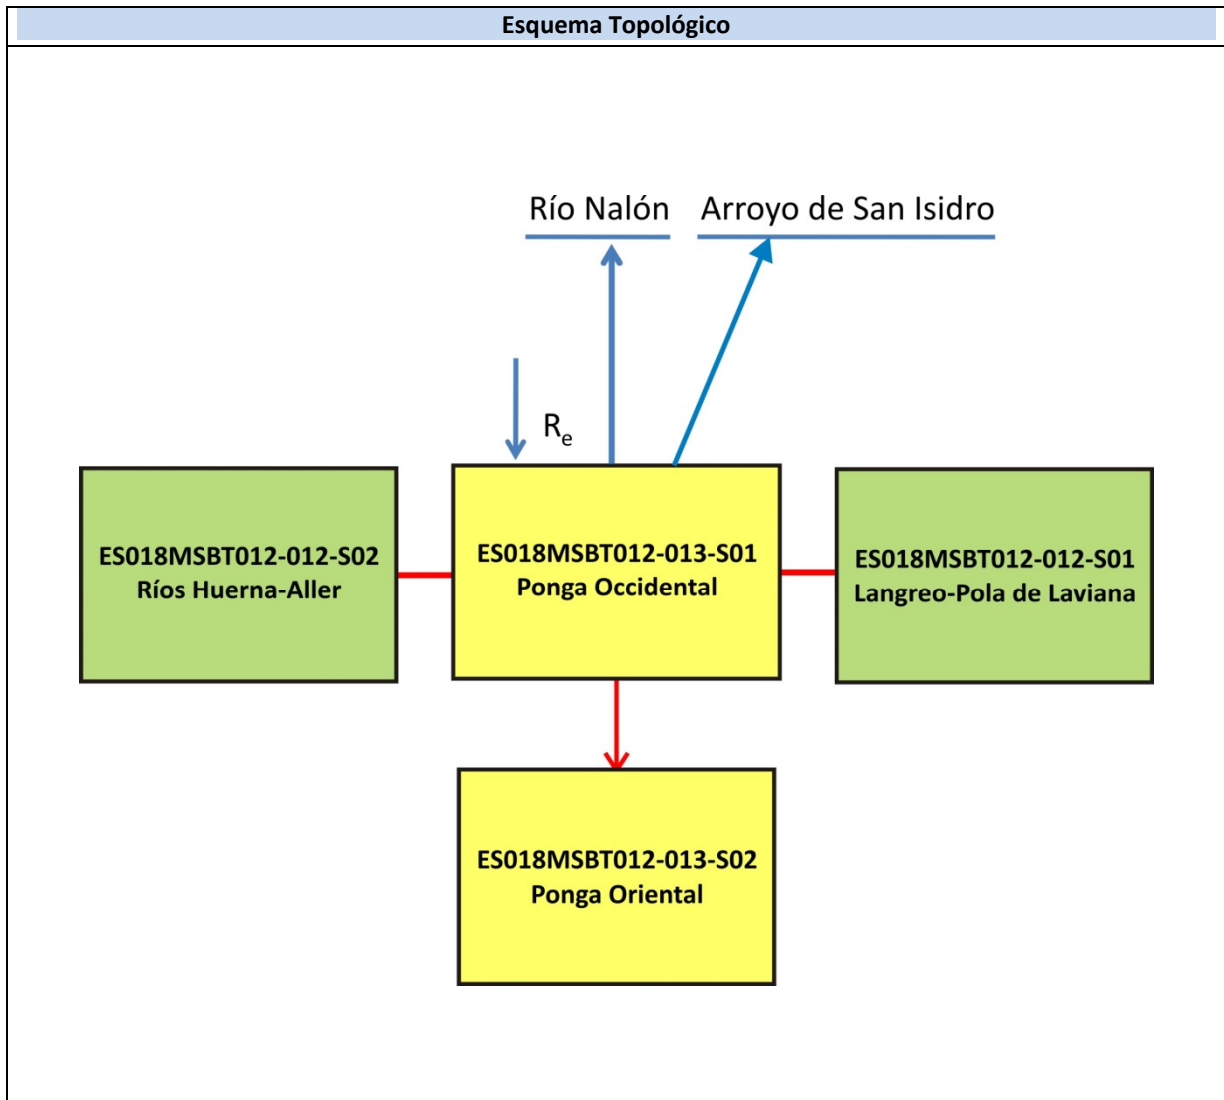 Esquema Topológico
Río Nalón
Arroyo de San Isidro
Re
ES018MSBT012-012-S02
Ríos Huerna-Aller
ES018MSBT012-013-S01
Ponga Occidental
ES018MSBT012-012-S01
Langreo-Pola de Laviana
ES018MSBT012-013-S02
Ponga Oriental